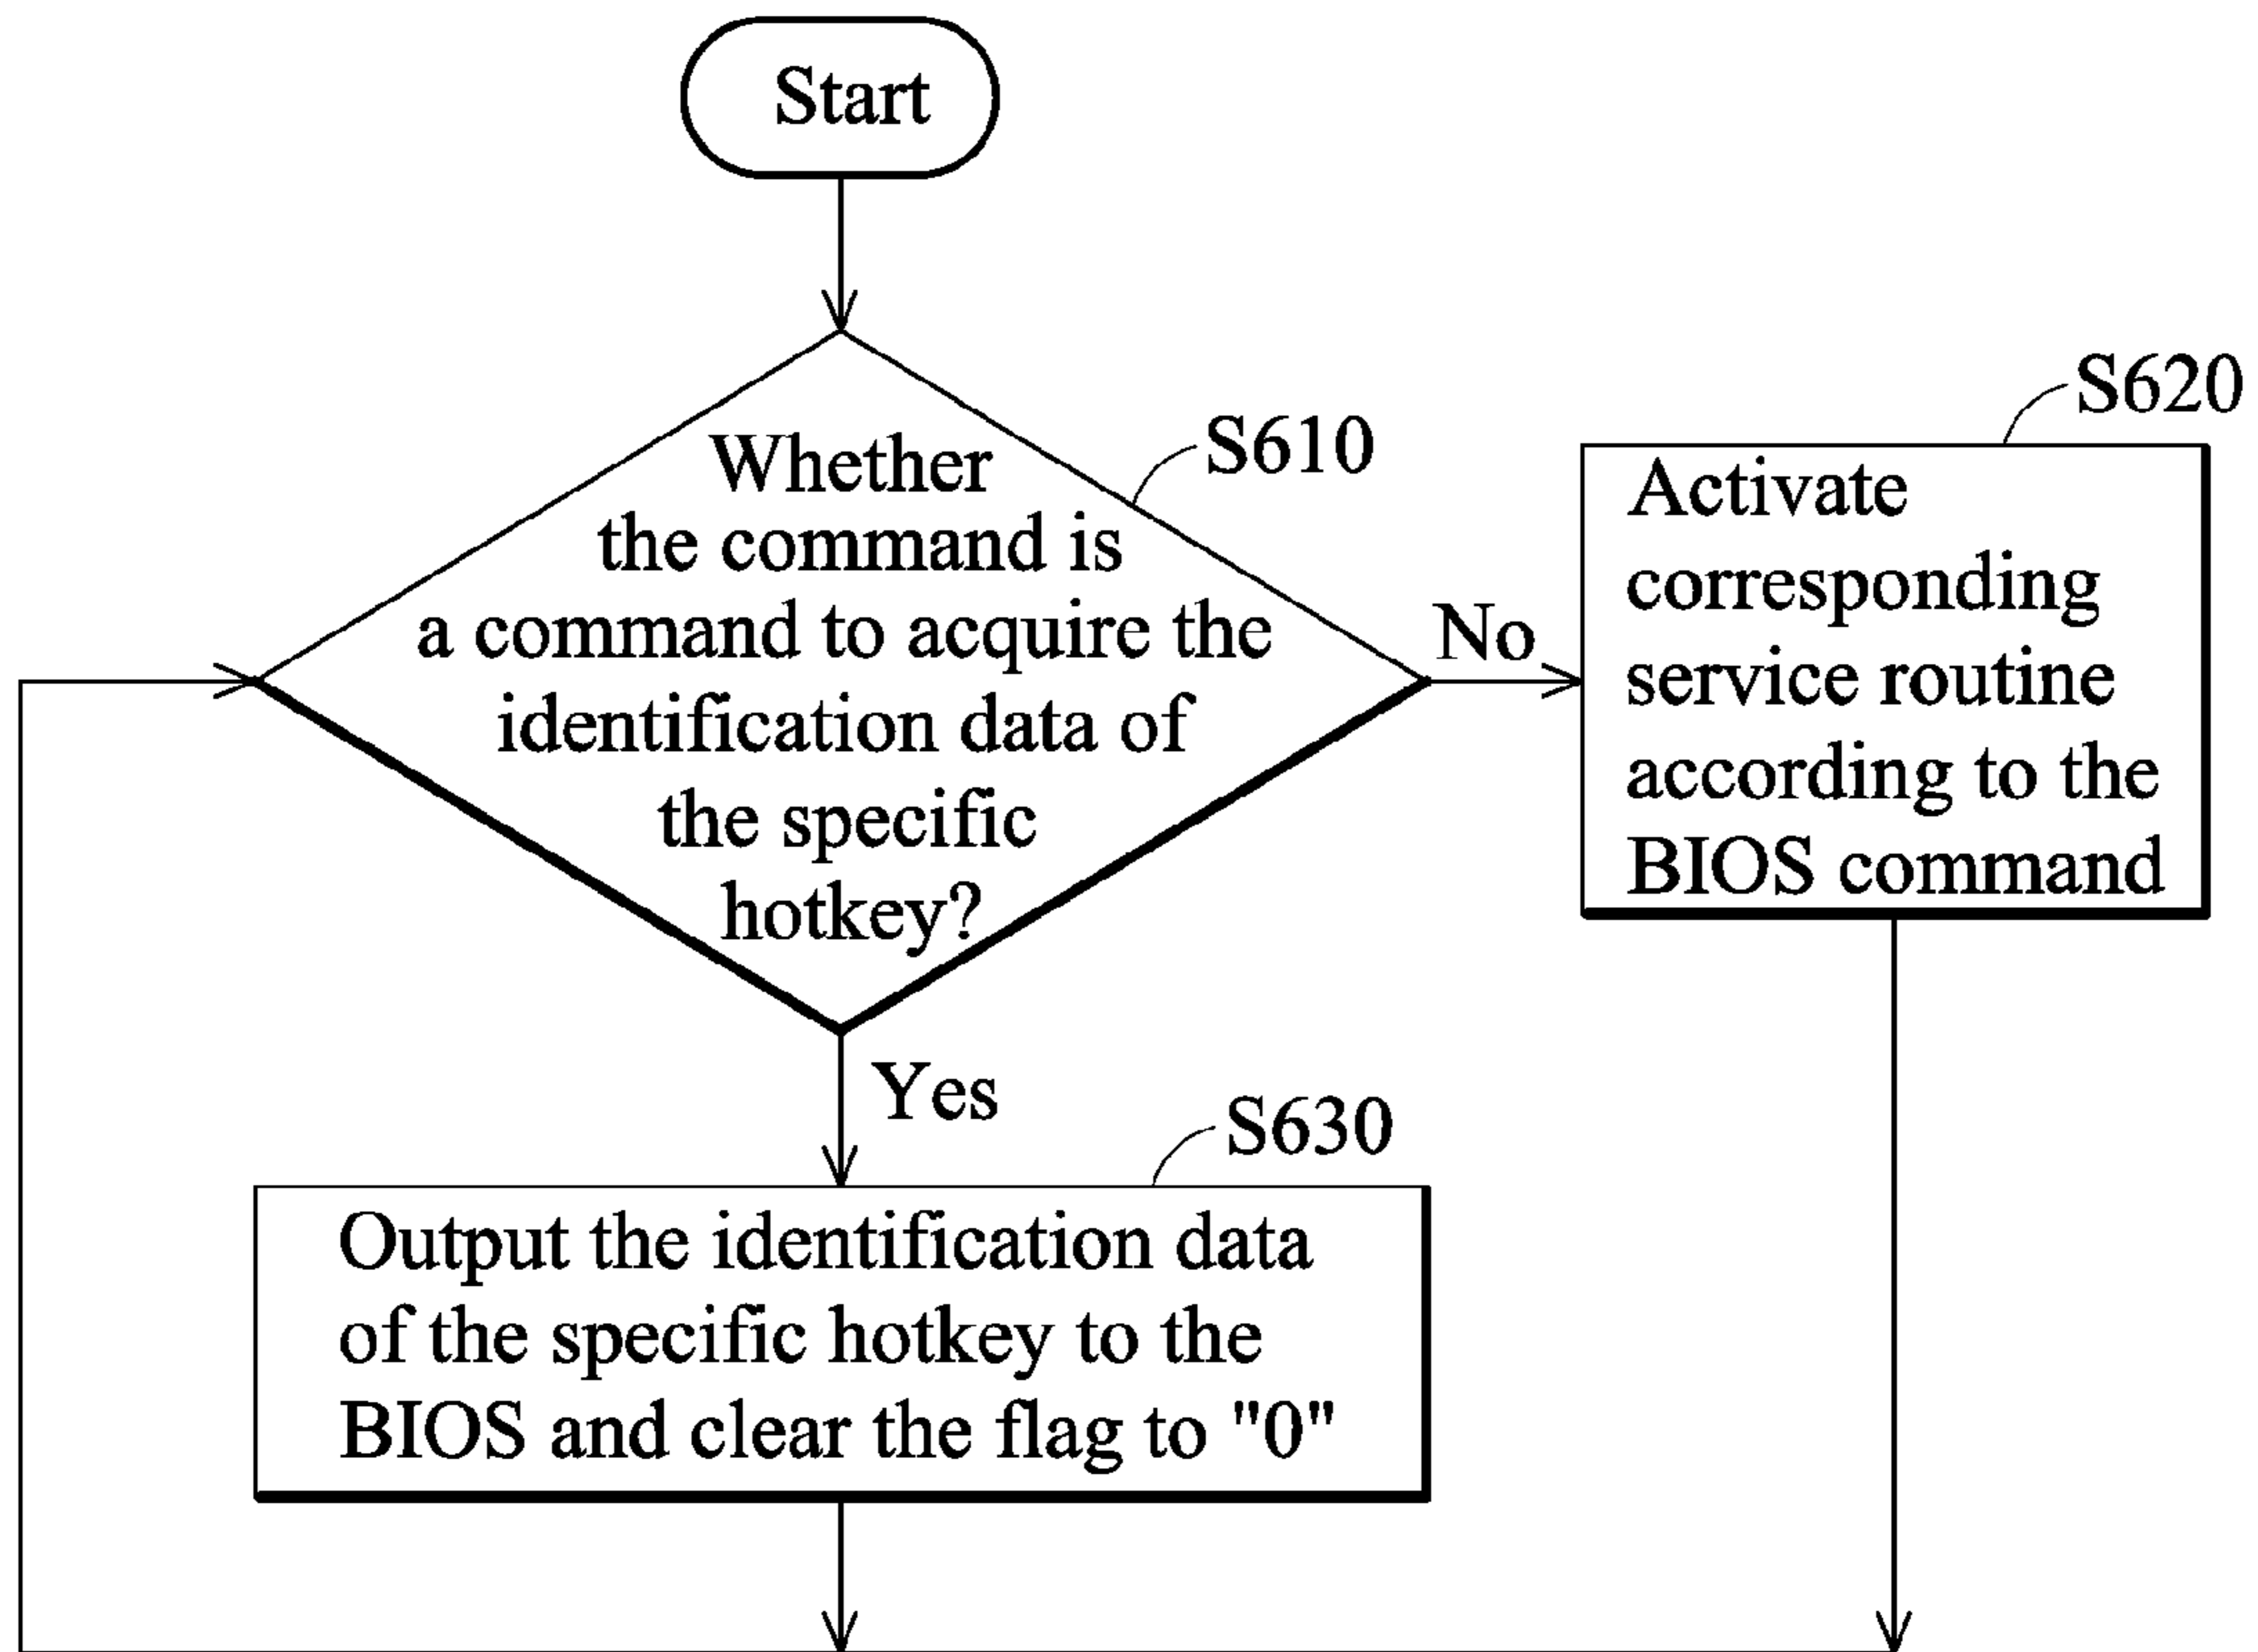 Start
Whether
the command is
a command to acquire the
identification data of
the specific
hotkey?
S610
No
S620
Activate
corresponding
service routine
according to the
BIOS command
Yes
S630
Output the identification data
of the specific hotkey to the
BIOS and clear the flag to "0"